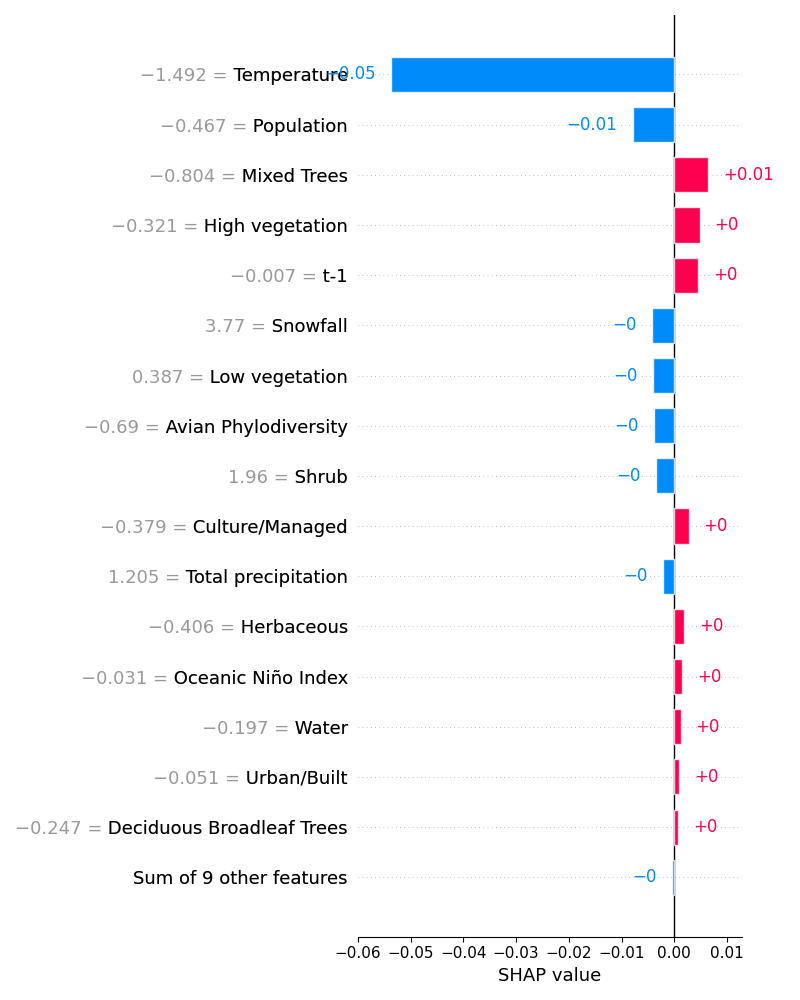 −1.492 = Temperature −0.05
−0.467 = Population −0.01
−0.804 = Mixed Trees +0.01
−0.321 = High vegetation +0
−0.007 = t-1 +0
3.77 = Snowfall −0
0.387 = Low vegetation −0
−0.69 = Avian Phylodiversity −0
1.96 = Shrub −0
−0.379 = Culture/Managed +0
1.205 = Total precipitation −0
−0.406 = Herbaceous +0
−0.031 = Oceanic Niño Index +0
−0.197 = Water +0
−0.051 = Urban/Built +0
−0.247 = Deciduous Broadleaf Trees +0
Sum of 9 other features −0
−0.06 −0.05 −0.04 −0.03 −0.02 −0.01 0.00 0.01
SHAP value